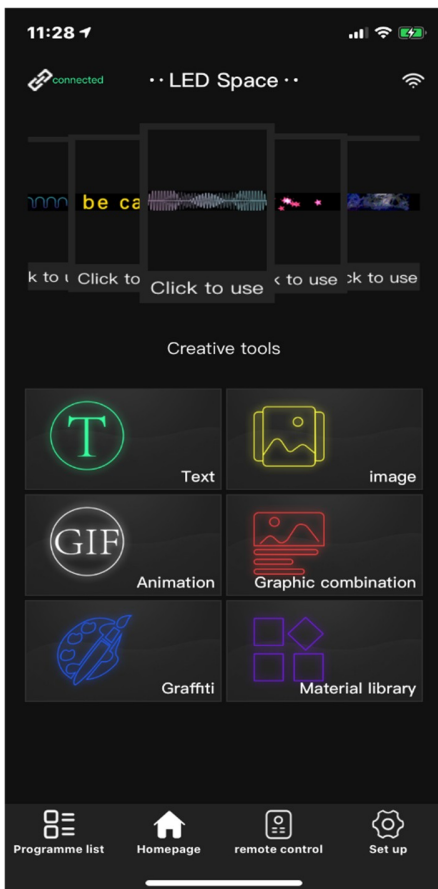 11:28
connected
··LED Space··
be ca
k to u
Click to
Click to use
k to use
ck to use
Creative tools
T
Text
image
GIF
Animation
Graphic combination
Graffiti
Material library
Programme list
Homepage
remote control
Set up